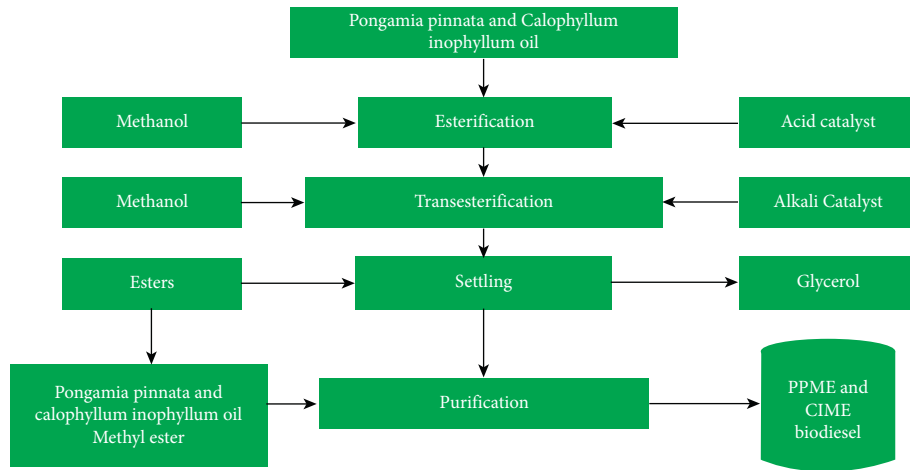 Pongamia pinnata and Calophyllum
inophyllum oil
Methanol
Esterification
Acid catalyst
Methanol
Transesterification
Alkali Catalyst
Esters
Settling
Glycerol
Pongamia pinnata and
calophyllum inophyllum oil
Methyl ester
Purification
PPME and
CIME
biodiesel